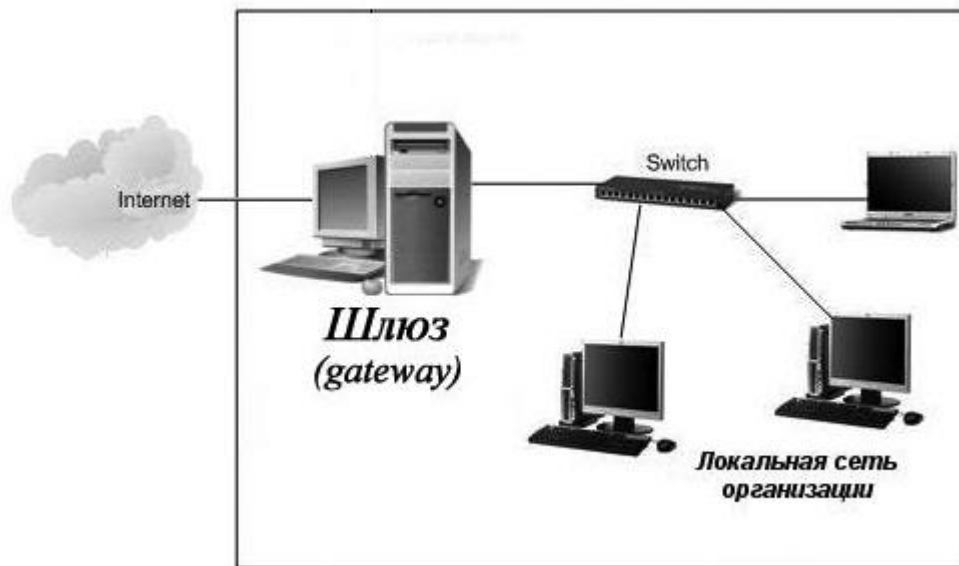 Internet
Switch
Шлюз
(gateway)
Локальная сеть
организации